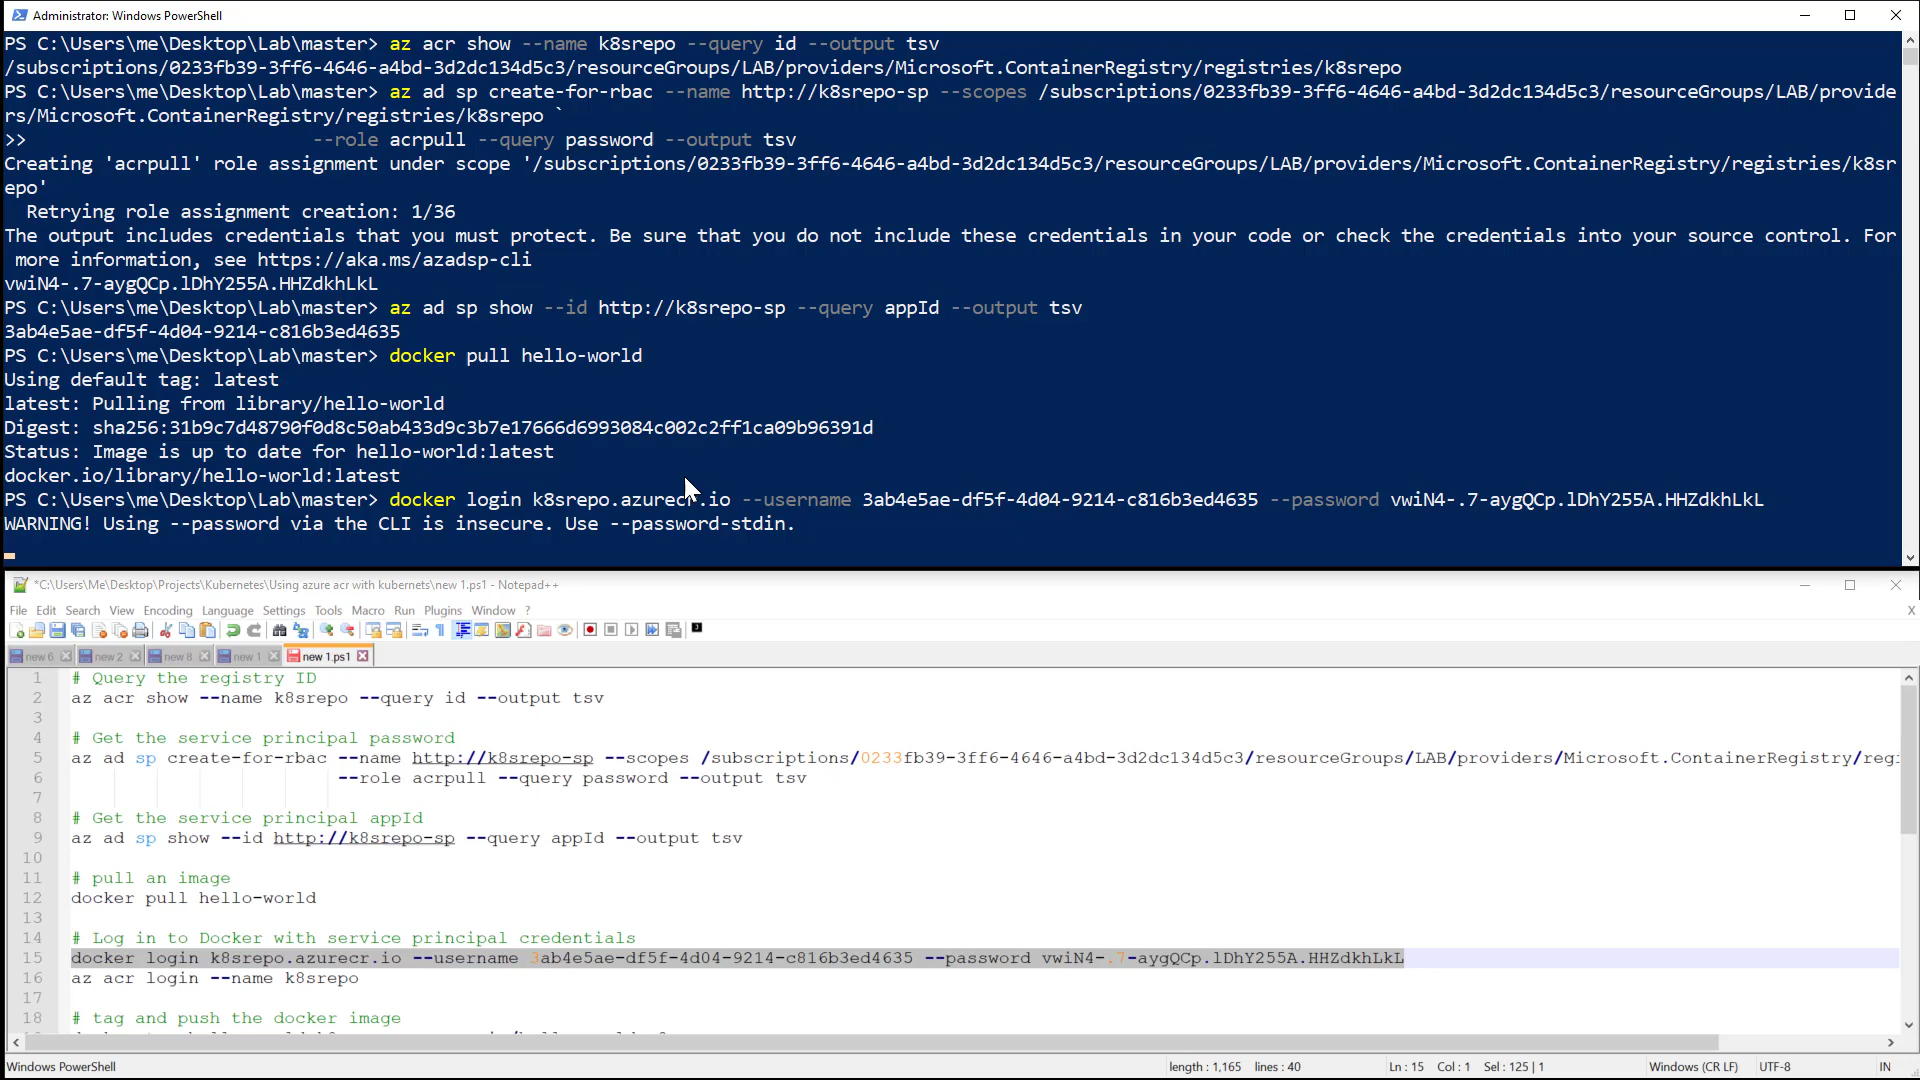 Administrator: Windows PowerShell
PS C:\Users\me\Desktop\Lab\master> az acr show --name k8srepo --query id --output tsv
/subscriptions/0233fb39-3ff6-4646-a4bd-3d2dc134d5c3/resourceGroups/LAB/providers/Microsoft.ContainerRegistry/registries/k8srepo
PS C:\Users\me\Desktop\Lab\master> az ad sp create-for-rbac --name http://k8srepo-sp --scopes /subscriptions/0233fb39-3ff6-4646-a4bd-3d2dc134d5c3/resourceGroups/LAB/provide
rs/Microsoft.ContainerRegistry/registries/k8srepo `
>> --role acrpull --query password --output tsv
Creating 'acrpull' role assignment under scope '/subscriptions/0233fb39-3ff6-4646-a4bd-3d2dc134d5c3/resourceGroups/LAB/providers/Microsoft.ContainerRegistry/registries/k8sr
epo'
Retrying role assignment creation: 1/36
The output includes credentials that you must protect. Be sure that you do not include these credentials in your code or check the credentials into your source control. For
more information, see https://aka.ms/azadsp-cli
vwiN4-.7-aygQCp.lDhY255A.HHZdkhLkL
PS C:\Users\me\Desktop\Lab\master> az ad sp show --id http://k8srepo-sp --query appId --output tsv
3ab4e5ae-df5f-4d04-9214-c816b3ed4635
PS C:\Users\me\Desktop\Lab\master> docker pull hello-world
Using default tag: latest
latest: Pulling from library/hello-world
Digest: sha256:31b9c7d48790f0d8c50ab433d9c3b7e17666d6993084c002c2ff1ca09b96391d
Status: Image is up to date for hello-world:latest
docker.io/library/hello-world:latest
PS C:\Users\me\Desktop\Lab\master> docker login k8srepo.azurecr.io --username 3ab4e5ae-df5f-4d04-9214-c816b3ed4635 --password vwiN4-.7-aygQCp.lDhY255A.HHZdkhLkL
WARNING! Using --password via the CLI is insecure. Use --password-stdin.
*C:\Users\Me\Desktop\Projects\Kubernetes\Using azure acr with kubernets\new 1.ps1 - Notepad++
File Edit Search View Encoding Language Settings Tools Macro Run Plugins Window ? X
new 6 new 2 new 8 new 1 new 1.ps1
1 # Query the registry ID
2 az acr show --name k8srepo --query id --output tsv
3
4 # Get the service principal password
5 az ad sp create-for-rbac --name http://k8srepo-sp --scopes /subscriptions/0233fb39-3ff6-4646-a4bd-3d2dc134d5c3/resourceGroups/LAB/providers/Microsoft.ContainerRegistry/reg
6 --role acrpull --query password --output tsv
7
8 # Get the service principal appId
9 az ad sp show --id http://k8srepo-sp --query appId --output tsv
10
11 # pull an image
12 docker pull hello-world
13
14 # Log in to Docker with service principal credentials
15 docker login k8srepo.azurecr.io --username 3ab4e5ae-df5f-4d04-9214-c816b3ed4635 --password vwiN4-.7-aygQCp.lDhY255A.HHZdkhLkL
16 az acr login --name k8srepo
17
18 # tag and push the docker image
Windows PowerShell length : 1,165 lines : 40 Ln : 15 Col : 1 Sel : 125 | 1 Windows (CR LF) UTF-8 IN